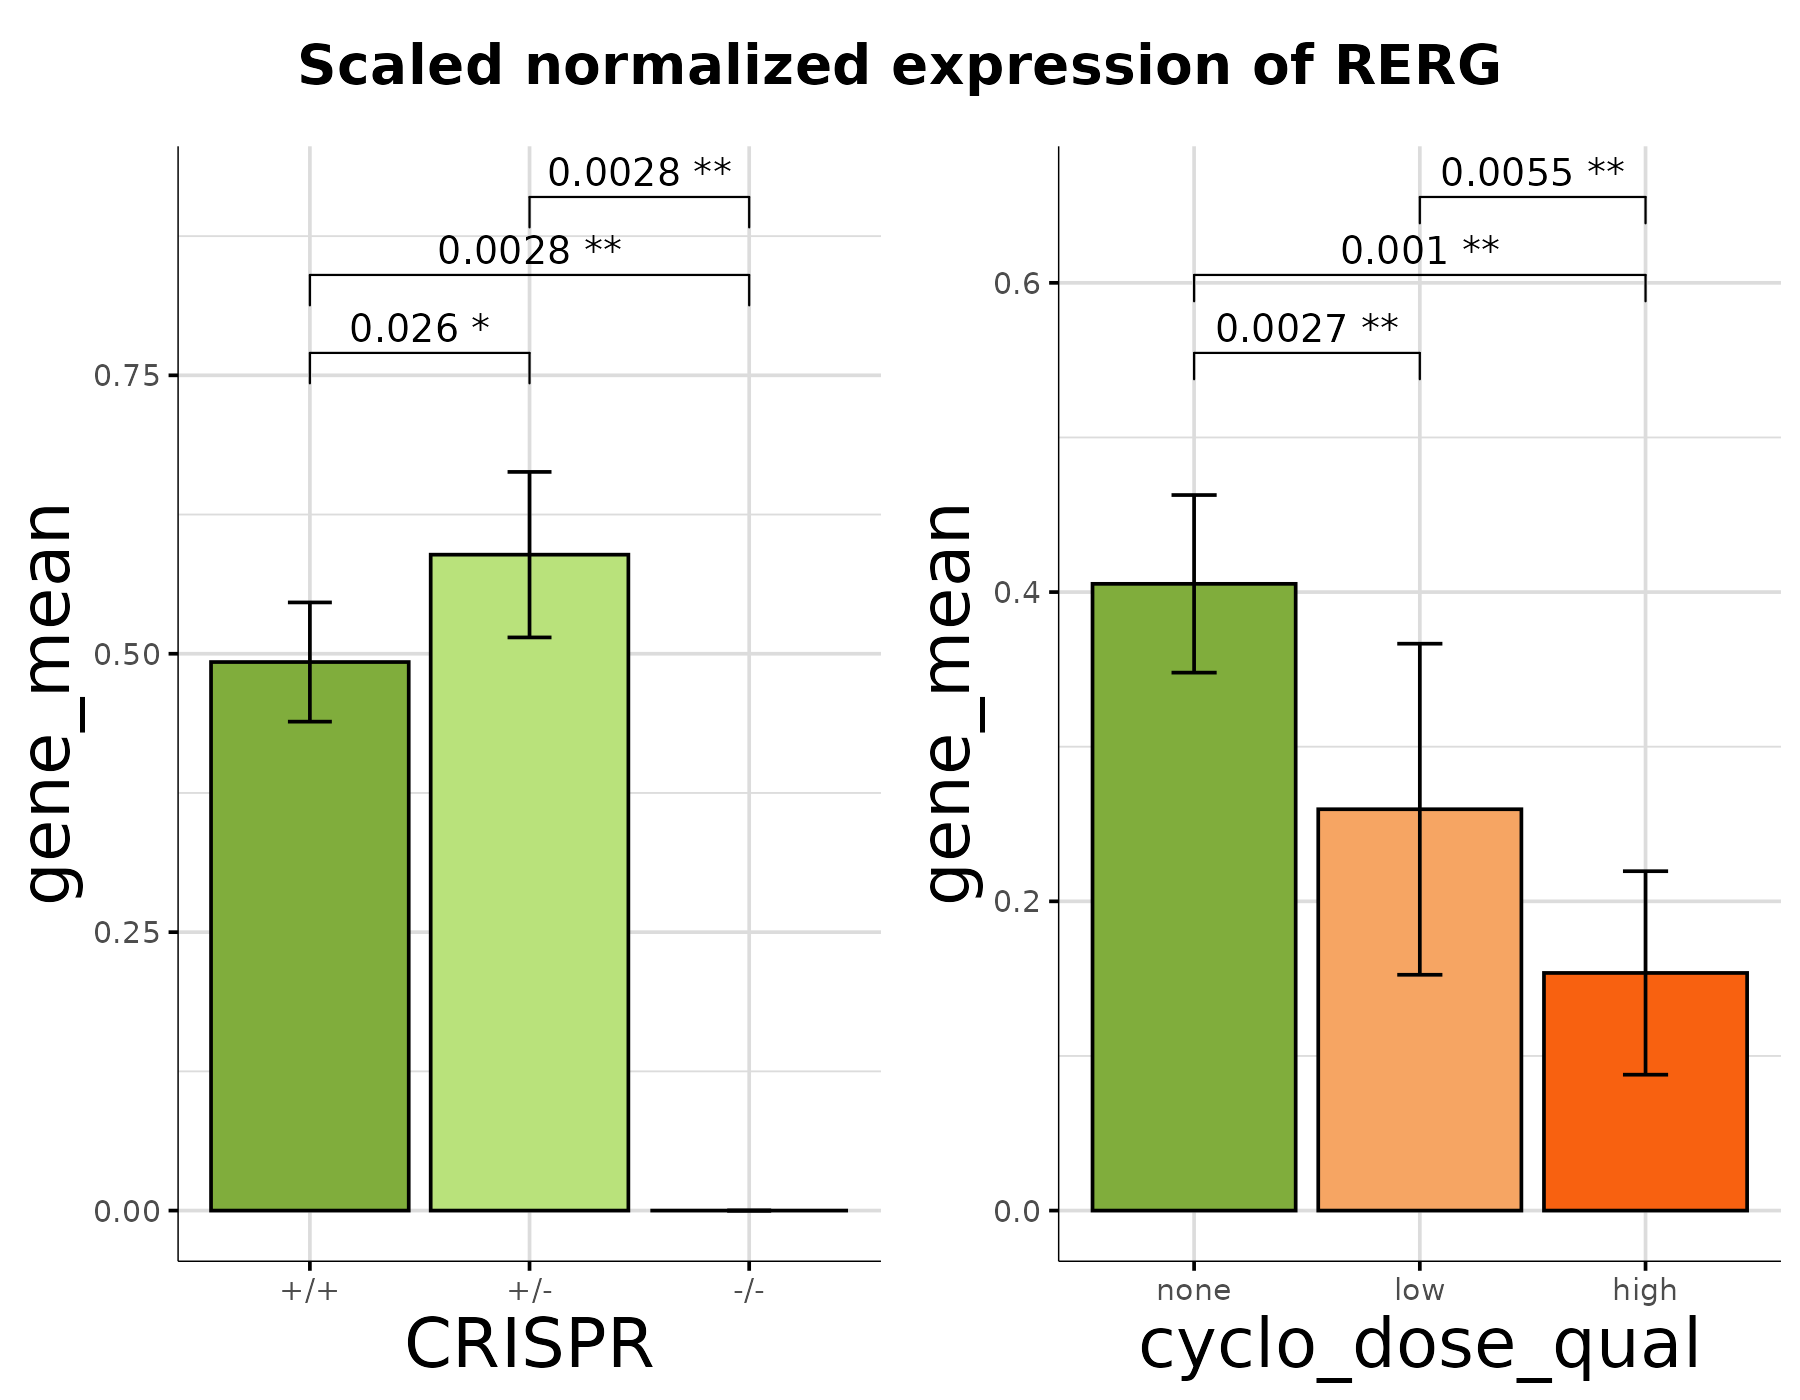 Scaled normalized expression of RERG
gene_mean
0.75
0.50
0.25
0.00
0.0028 **
0.0028 **
0.026 *
+/+
+/-
-/-
CRISPR
gene_mean
0.6
0.4
0.2
0.0
0.0055 **
0.001 **
0.0027 **
none
low
high
cyclo_dose_qual